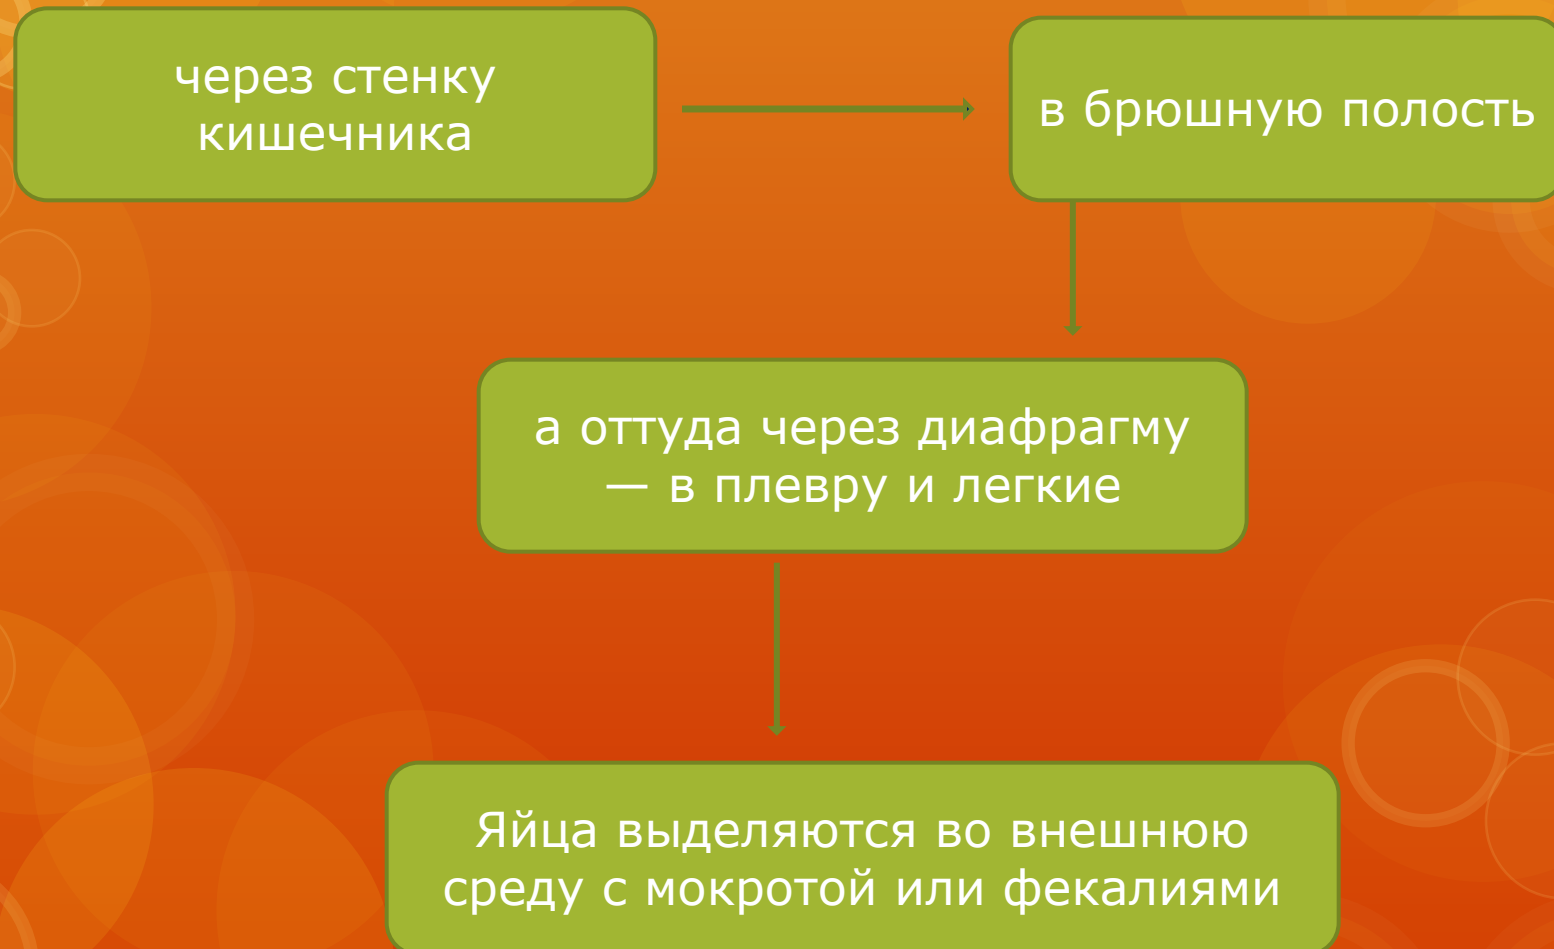 через стенку
кишечника
в брюшную полость
а оттуда через диафрагму
— в плевру и легкие
Яйца выделяются во внешнюю
среду с мокротой или фекалиями